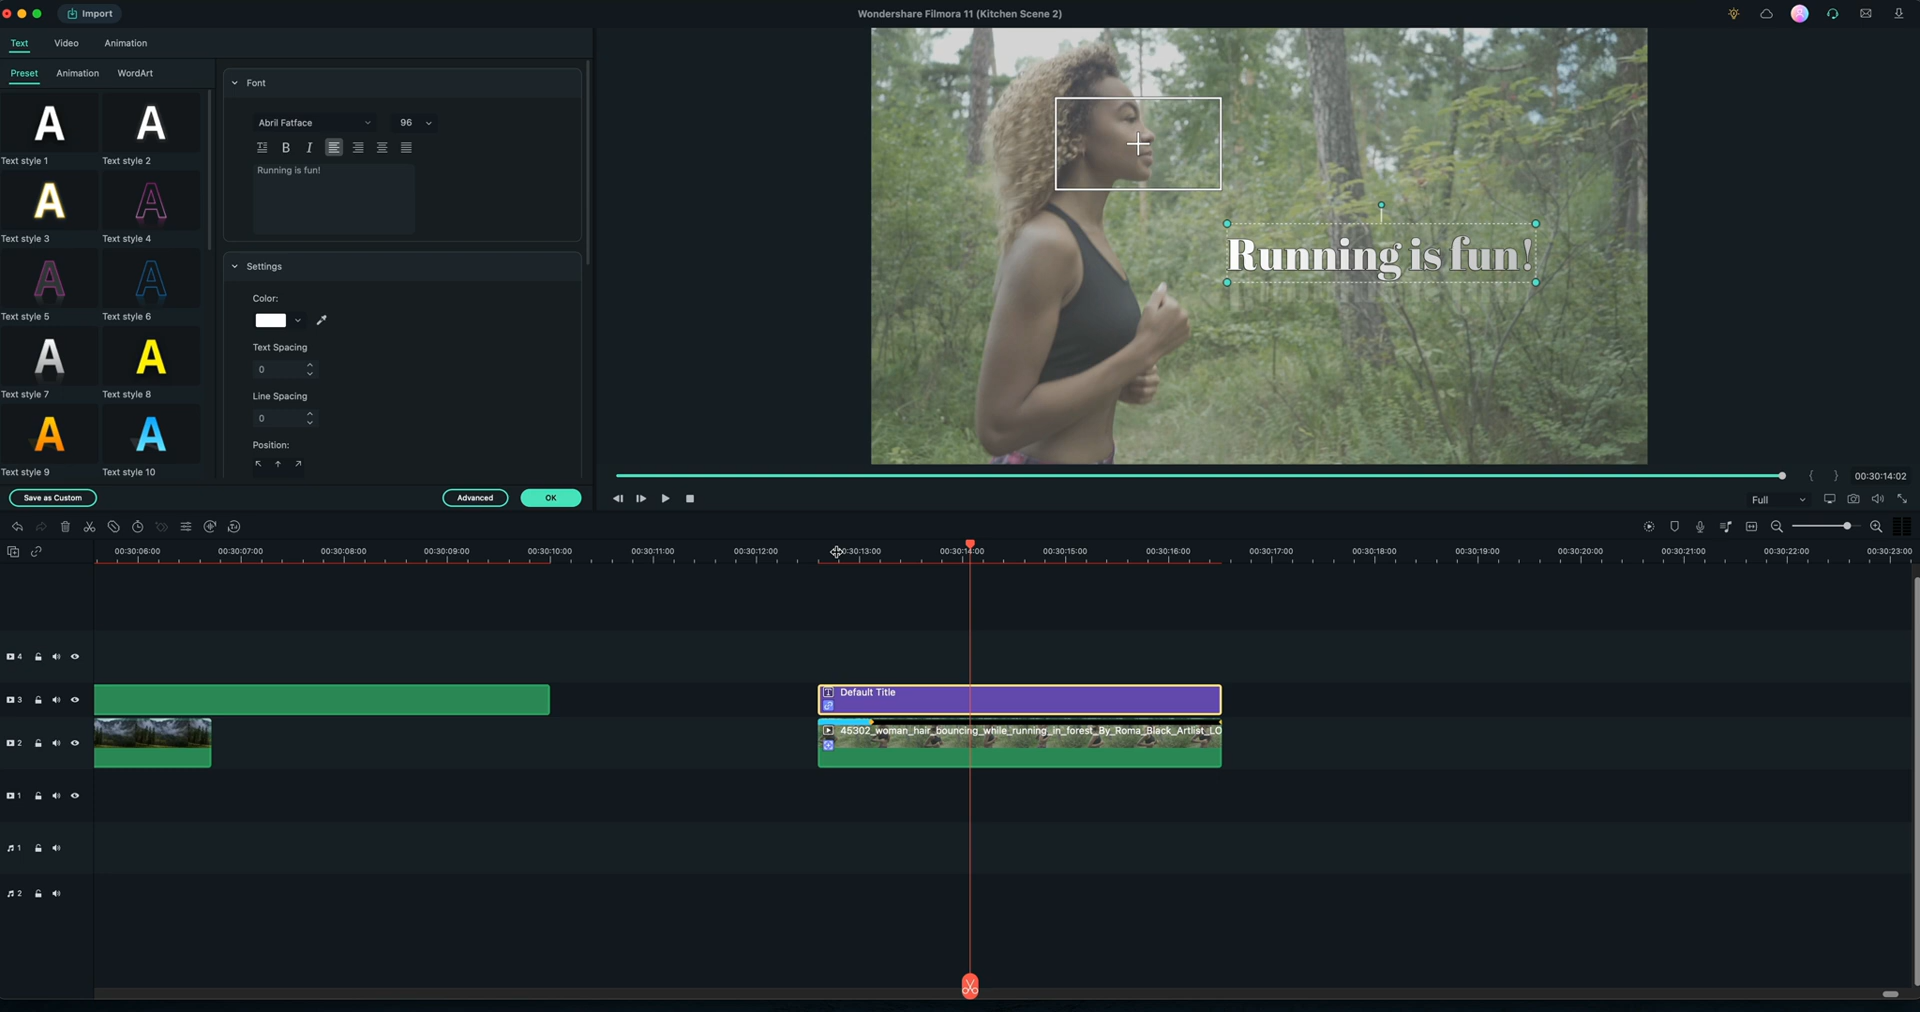 Import
Wondershare Filmora 11 (Kitchen Scene 2)
Text Video Animation
Preset Animation WordArt
A A
Text style 1 Text style 2
A A
Text style 3 Text style 4
A A
Text style 5 Text style 6
A A
Text style 7 Text style 8
A A
Text style 9 Text style 10
Save as Custom
Font
Abril Fatface 96
B I
Running is fun!
Settings
Color:
Text Spacing
0
Line Spacing
0
Position:
Advanced OK
Running is fun!
{ } 00:30:14:02
Full
00:30:06:00 00:30:07:00 00:30:08:00 00:30:09:00 00:30:10:00 00:30:11:00 00:30:12:00 00:30:13:00 00:30:14:00 00:30:15:00 00:30:16:00 00:30:17:00 00:30:18:00 00:30:19:00 00:30:20:00 00:30:21:00 00:30:22:00 00:30:23:00
4
3
Default Title
2
45302_woman_hair_bouncing_while_running_in_forest_By_Roma_Black_Artlist_LO
1
1
2